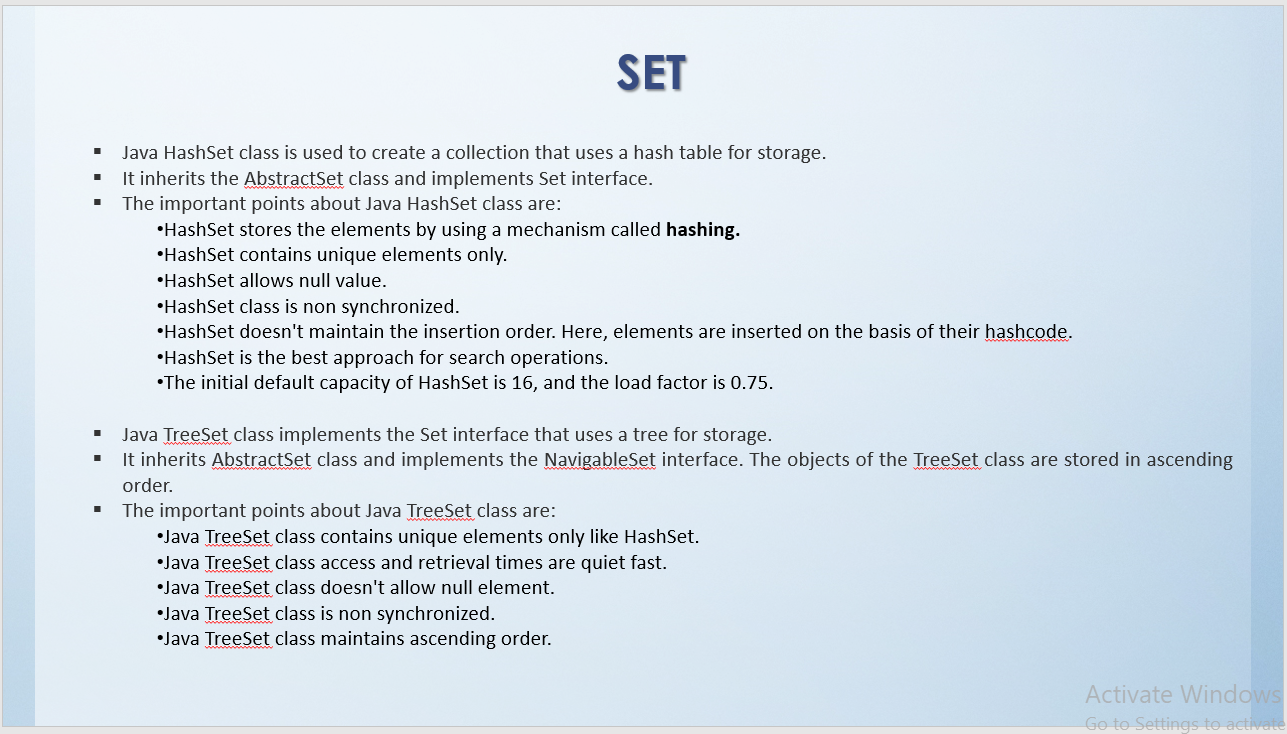 SET
▪ Java HashSet class is used to create a collection that uses a hash table for storage.
▪ It inherits the AbstractSet class and implements Set interface.
▪ The important points about Java HashSet class are:
•HashSet stores the elements by using a mechanism called hashing.
•HashSet contains unique elements only.
•HashSet allows null value.
•HashSet class is non synchronized.
•HashSet doesn't maintain the insertion order. Here, elements are inserted on the basis of their hashcode.
•HashSet is the best approach for search operations.
•The initial default capacity of HashSet is 16, and the load factor is 0.75.
▪ Java TreeSet class implements the Set interface that uses a tree for storage.
▪ It inherits AbstractSet class and implements the NavigableSet interface. The objects of the TreeSet class are stored in ascending
order.
▪ The important points about Java TreeSet class are:
•Java TreeSet class contains unique elements only like HashSet.
•Java TreeSet class access and retrieval times are quiet fast.
•Java TreeSet class doesn't allow null element.
•Java TreeSet class is non synchronized.
•Java TreeSet class maintains ascending order.
Activate Windows
Go to Settings to activate